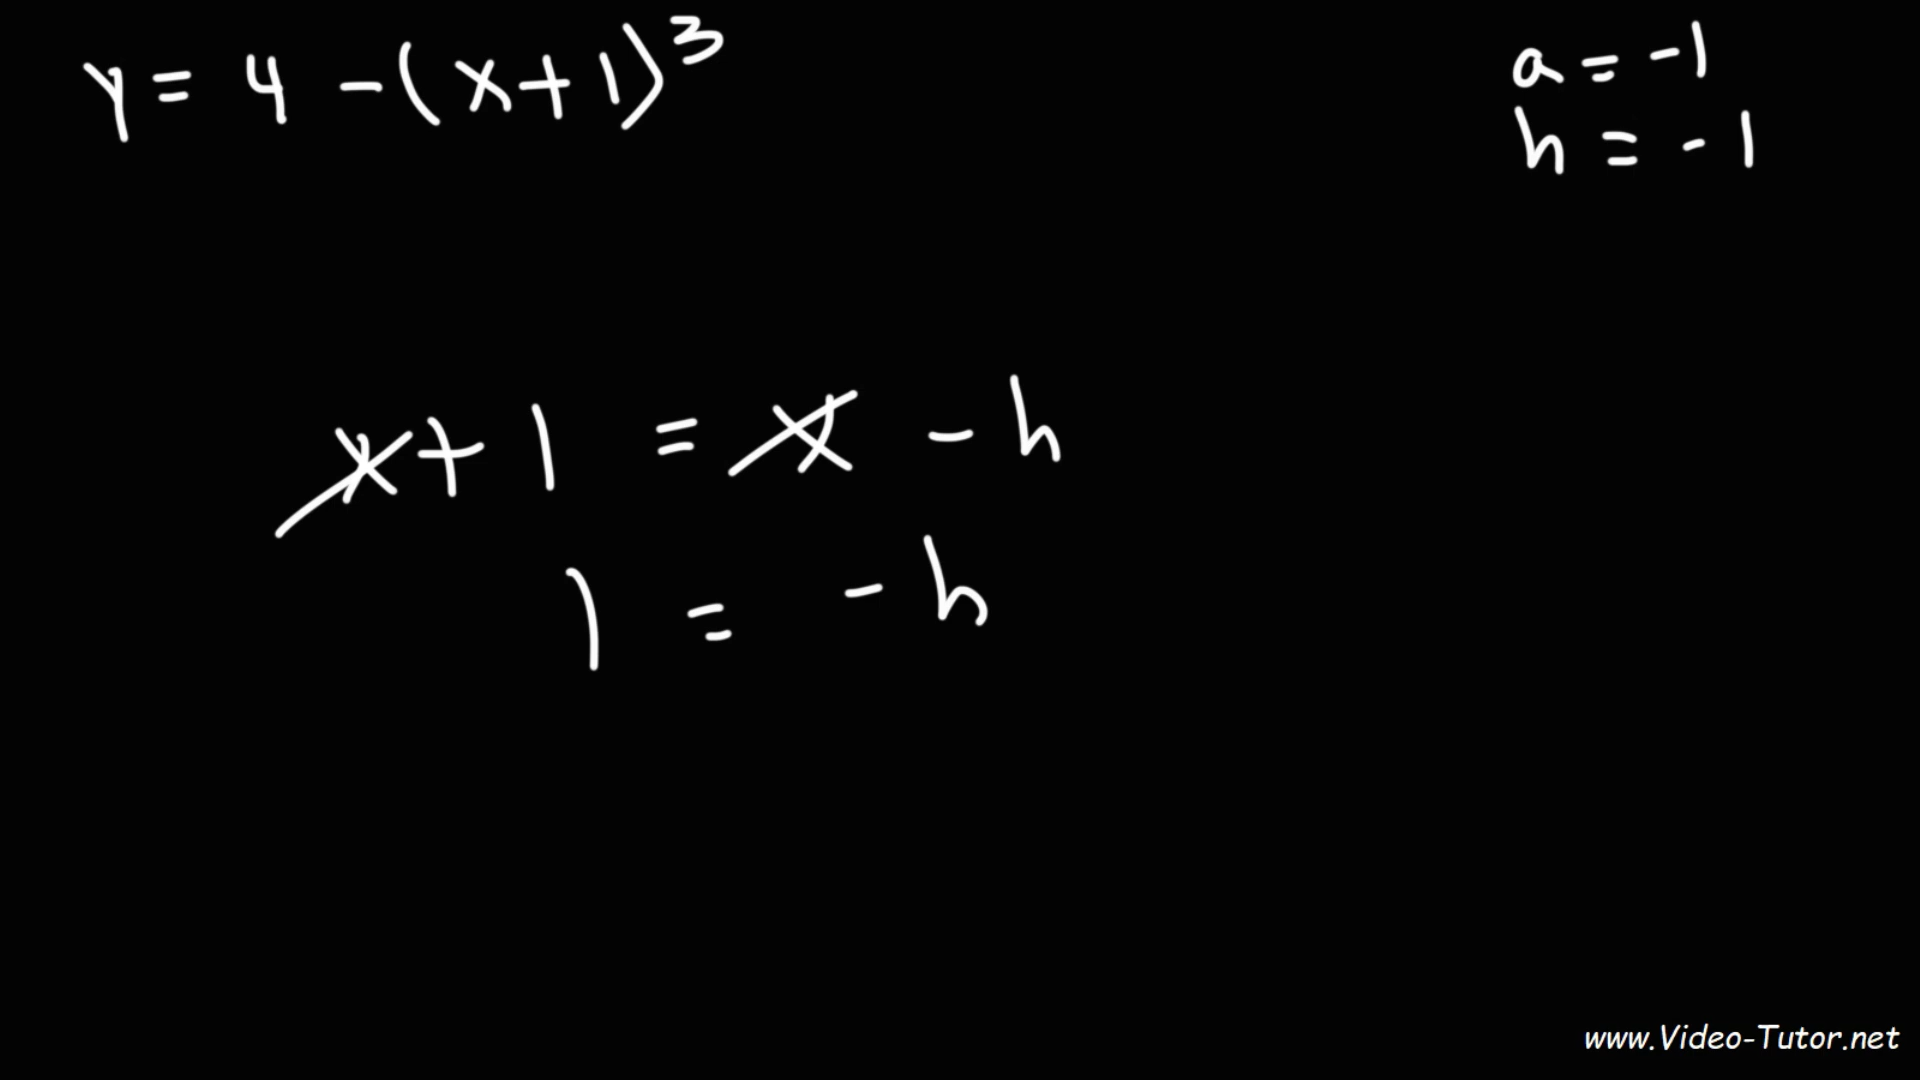 y = 4 - (x+1)³
a = -1
h = -1
x+1 = x - h
1 = -h
www.Video-Tutor.net